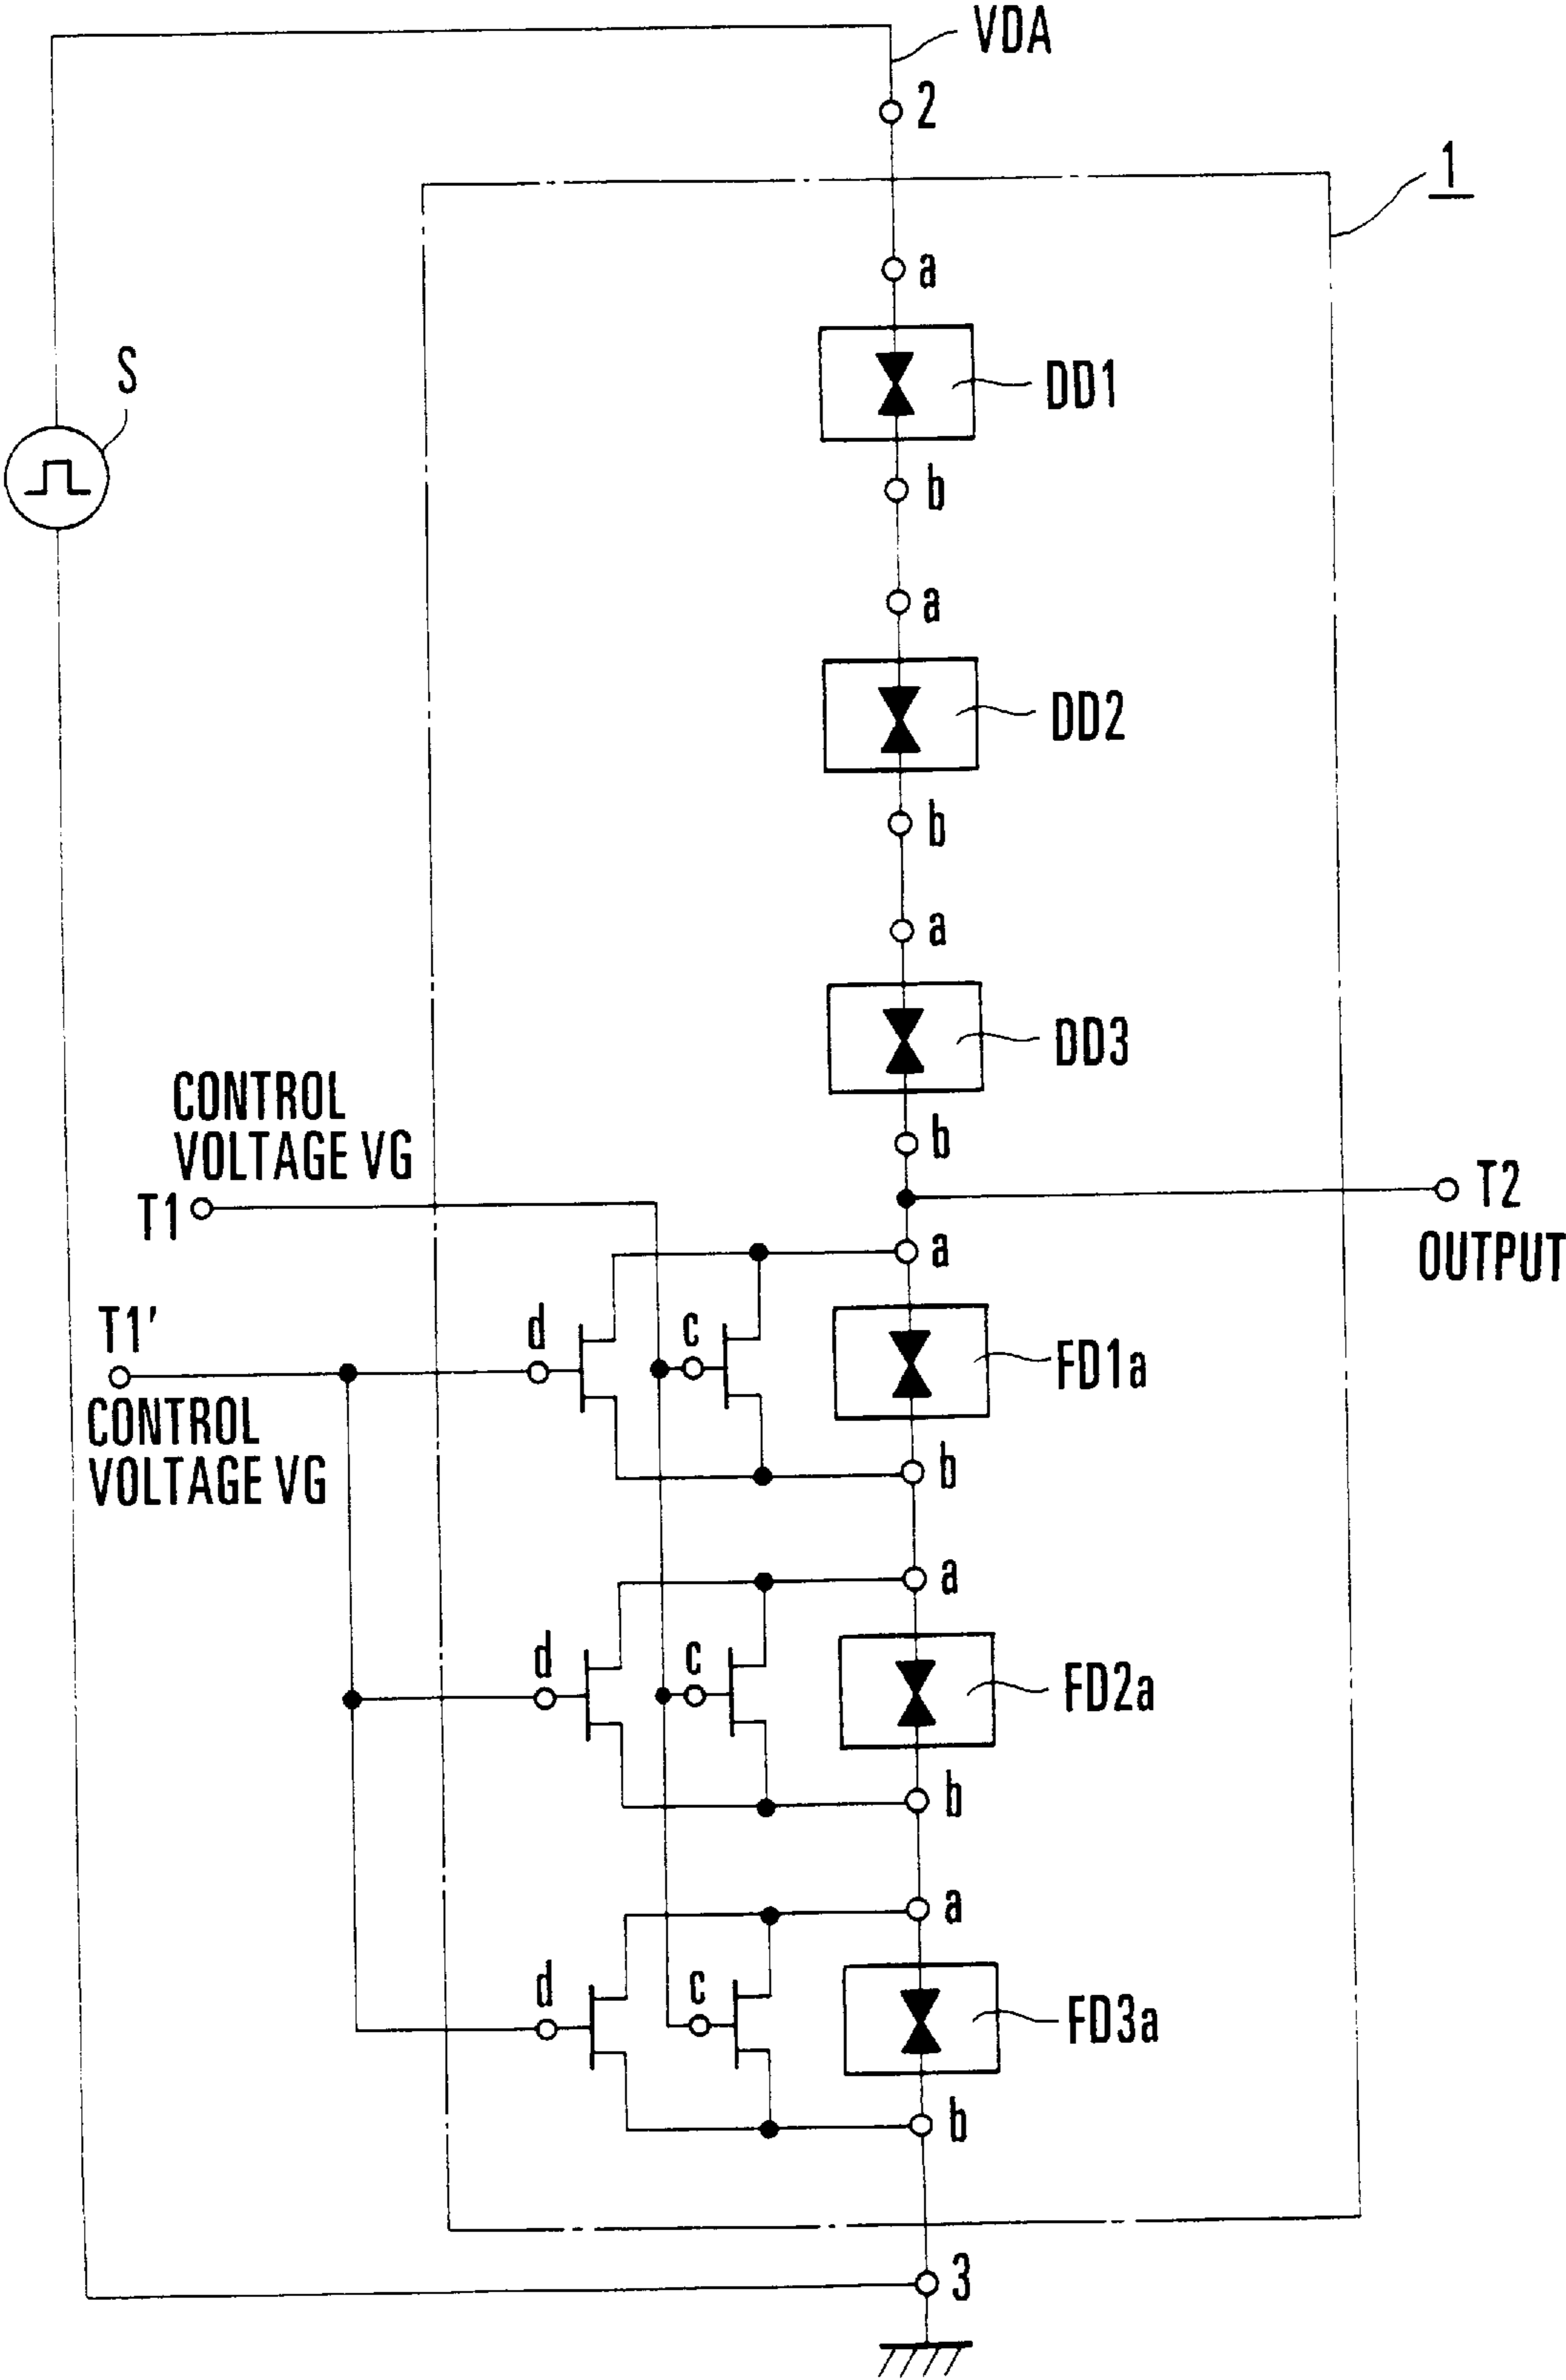 VDA
2
1
a
S
DD1
b
a
DD2
b
a
DD3
CONTROL
VOLTAGE VG
b
T1
T2
OUTPUT
a
T1'
d
c
FD1a
CONTROL
VOLTAGE VG
b
a
d
c
FD2a
b
a
d
c
FD3a
b
3